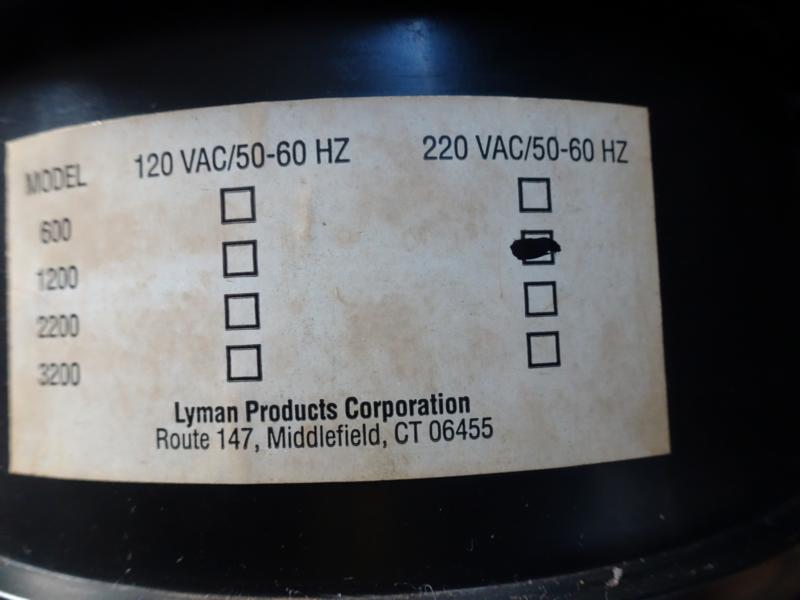 MODEL 120 VAC/50-60 HZ 220 VAC/50-60 HZ
600
1200
2200
3200
Lyman Products Corporation
Route 147, Middlefield, CT 06455